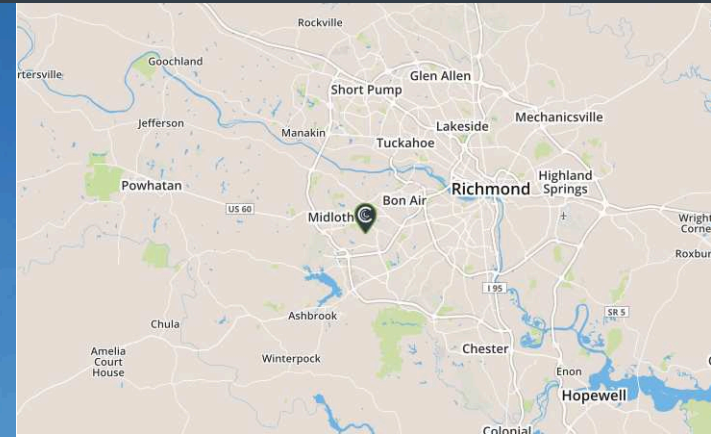 Rockville
Goochland
rtersville
Glen Allen
Short Pump
Jefferson
Manakin
Lakeside
Mechanicsville
Tuckahoe
Powhatan
US 60
Midloth
C
Bon Air
Richmond
Highland
Springs
Wright
Corne
Roxbur
I 95
SR 5
Ashbrook
Chula
Amelia
Court
House
Winterpock
Chester
Enon
Hopewell
Colonial